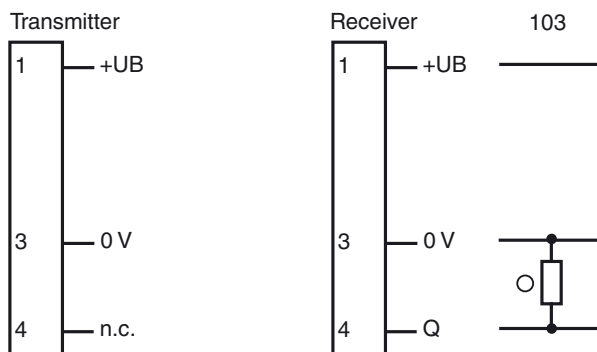 Transmitter
1 +UB
3 0 V
4 n.c.
Receiver
1 +UB
3 0 V
4 Q
103